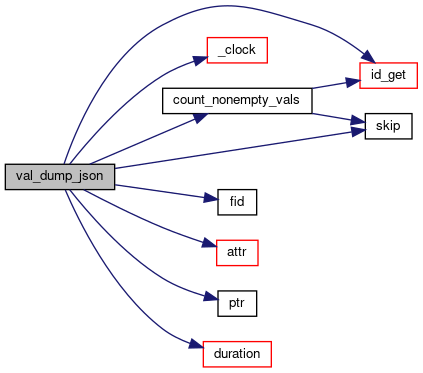 _clock
id_get
count_nonempty_vals
skip
val_dump_json
fid
attr
ptr
duration